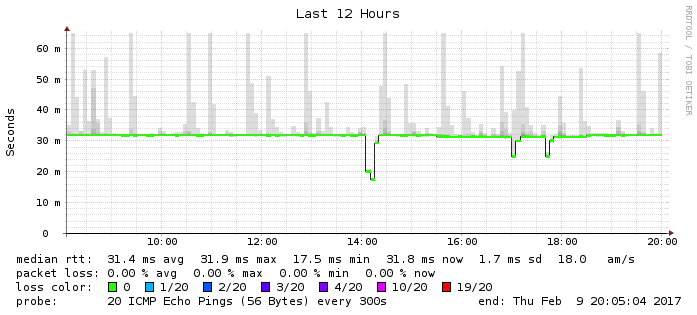 Last 12 Hours
RRDTOOL / TOBI OETIKER
Seconds
60 m
50 m
40 m
30 m
20 m
10 m
0
10:00 12:00 14:00 16:00 18:00 20:00
median rtt: 31.4 ms avg 31.9 ms max 17.5 ms min 31.8 ms now 1.7 ms sd 18.0 am/s
packet loss: 0.00 % avg 0.00 % max 0.00 % min 0.00 % now
loss color: 0 1/20 2/20 3/20 4/20 10/20 19/20
probe: 20 ICMP Echo Pings (56 Bytes) every 300s end: Thu Feb 9 20:05:04 2017